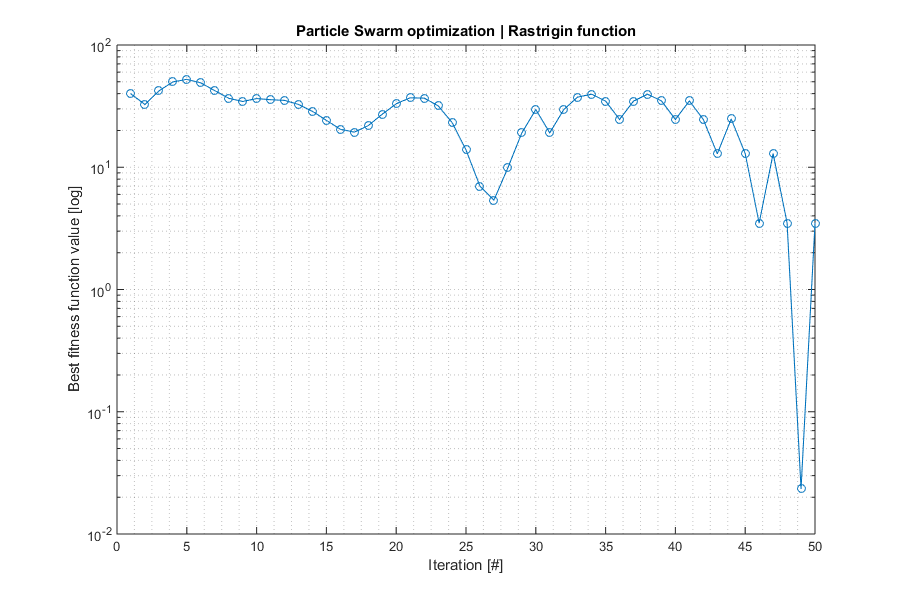 Particle Swarm optimization | Rastrigin function
Best fitness function value [log]
10^2
10^1
10^0
10^-1
10^-2
0 5 10 15 20 25 30 35 40 45 50
Iteration [#]